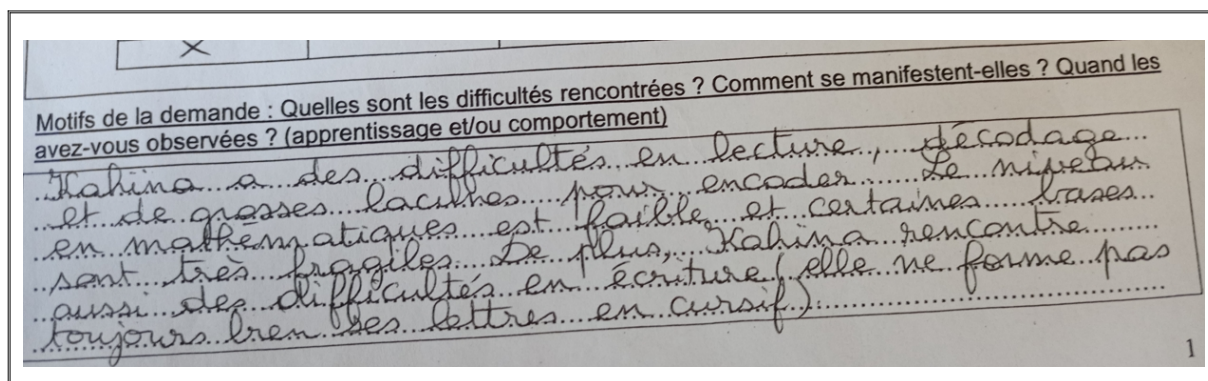 Motifs de la demande : Quelles sont les difficultés rencontrées ? Comment se manifestent-elles ? Quand les
avez-vous observées ? (apprentissage et/ou comportement)
Kahina a des difficultés en lecture, décodage
et de grosses lacunes pour encoder. Le niveau
en mathématiques est faible et certaines bases
sont très fragiles. De plus, Kahina rencontre
aussi des difficultés en écriture (elle ne forme pas
toujours bien ses lettres en cursif).
1